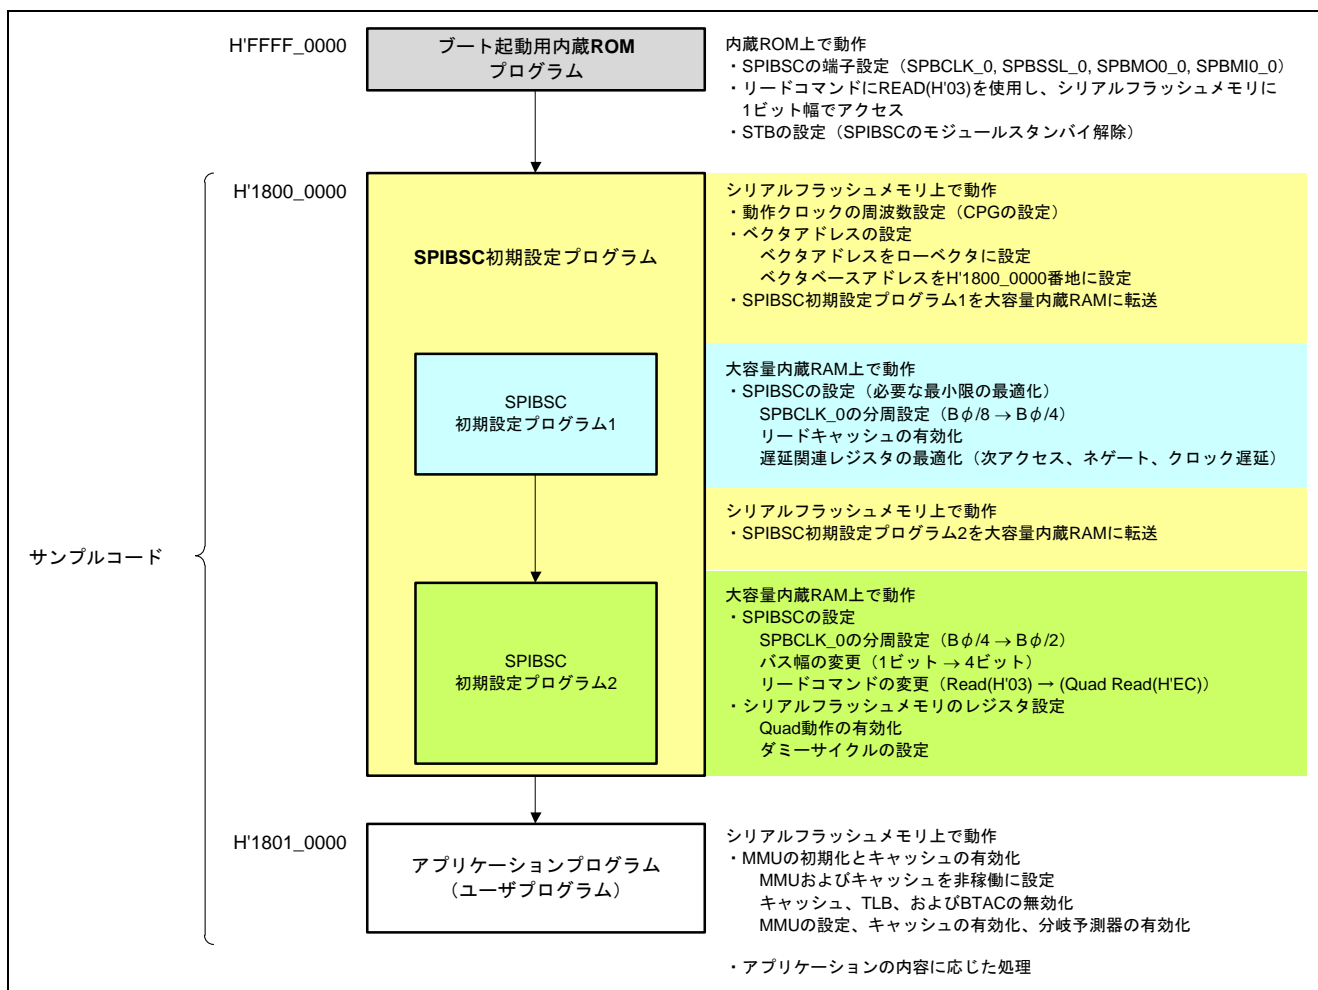 H'FFFF_0000
ブート起動用内蔵ROM
プログラム
内蔵ROM上で動作
・SPIBSCの端子設定（SPBCLK_0, SPBSSL_0, SPBMO0_0, SPBMI0_0）
・リードコマンドにREAD(H'03)を使用し、シリアルフラッシュメモリに
1ビット幅でアクセス
・STBの設定（SPIBSCのモジュールスタンバイ解除）
H'1800_0000
SPIBSC初期設定プログラム
シリアルフラッシュメモリ上で動作
・動作クロックの周波数設定（CPGの設定）
・ベクタアドレスの設定
ベクタアドレスをローベクタに設定
ベクタベースアドレスをH'1800_0000番地に設定
・SPIBSC初期設定プログラム1を大容量内蔵RAMに転送
SPIBSC
初期設定プログラム1
大容量内蔵RAM上で動作
・SPIBSCの設定（必要な最小限の最適化）
SPBCLK_0の分周設定（Bφ/8 → Bφ/4）
リードキャッシュの有効化
遅延関連レジスタの最適化（次アクセス、ネゲート、クロック遅延）
シリアルフラッシュメモリ上で動作
・SPIBSC初期設定プログラム2を大容量内蔵RAMに転送
サンプルコード
SPIBSC
初期設定プログラム2
大容量内蔵RAM上で動作
・SPIBSCの設定
SPBCLK_0の分周設定（Bφ/4 → Bφ/2）
バス幅の変更（1ビット → 4ビット）
リードコマンドの変更（Read(H'03) → (Quad Read(H'EC)）
・シリアルフラッシュメモリのレジスタ設定
Quad動作の有効化
ダミーサイクルの設定
H'1801_0000
アプリケーションプログラム
（ユーザプログラム）
シリアルフラッシュメモリ上で動作
・MMUの初期化とキャッシュの有効化
MMUおよびキャッシュを非稼働に設定
キャッシュ、TLB、およびBTACの無効化
MMUの設定、キャッシュの有効化、分岐予測器の有効化
・アプリケーションの内容に応じた処理